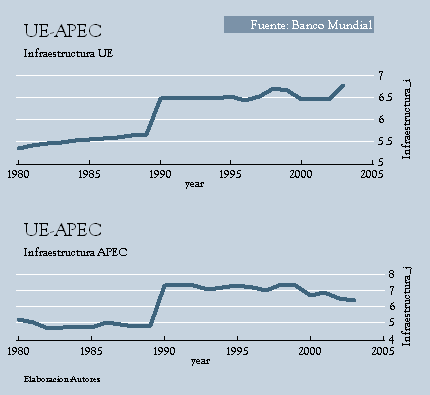 UE-APEC
Fuente: Banco Mundial
Infraestructura UE
7
6.5
6
5.5
5
Infraestructura_i
1980 1985 1990 1995 2000 2005
year
UE-APEC
Infraestructura APEC
8
7
6
5
4
Infraestructura_j
1980 1985 1990 1995 2000 2005
year
Elaboracion:Autores